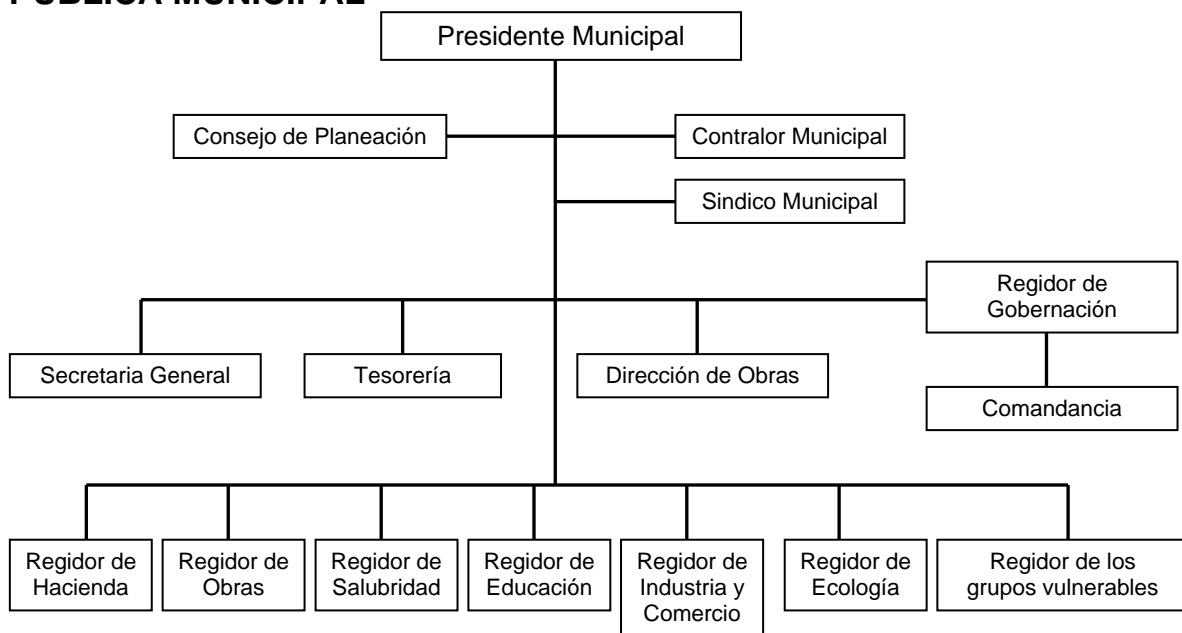 Presidente Municipal
Consejo de Planeación
Contralor Municipal
Sindico Municipal
Regidor de
Gobernación
Secretaria General
Tesorería
Dirección de Obras
Comandancia
Regidor de
Hacienda
Regidor de
Obras
Regidor de
Salubridad
Regidor de
Educación
Regidor de
Industria y
Comercio
Regidor de
Ecología
Regidor de los
grupos vulnerables